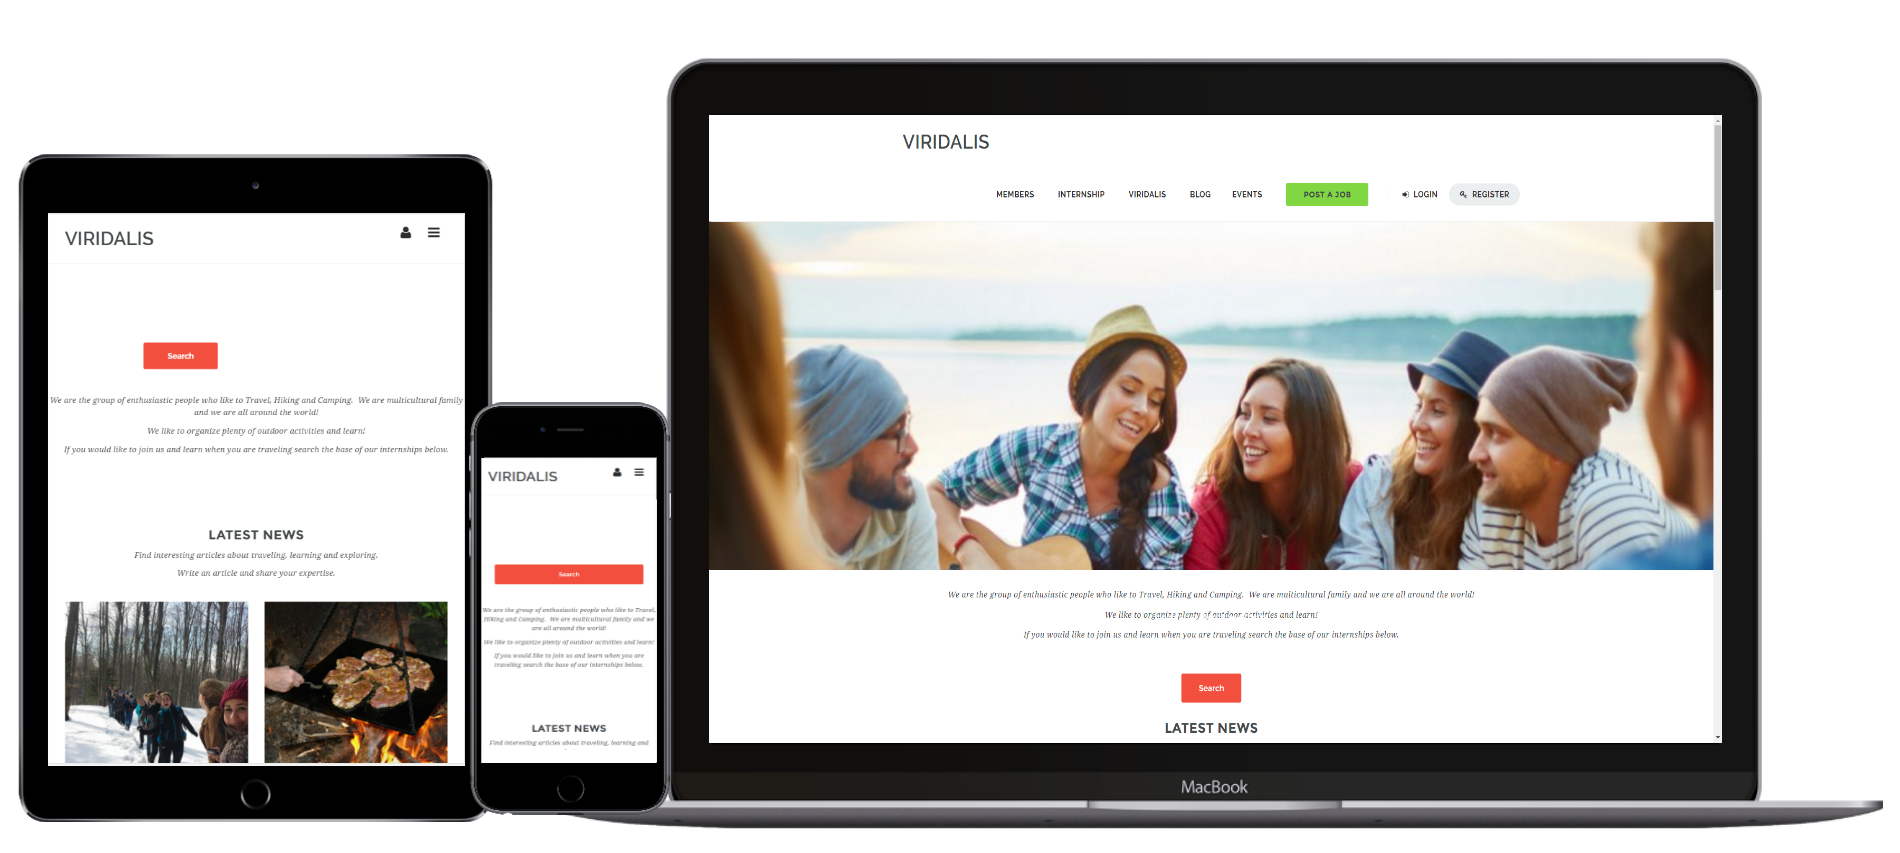 VIRIDALIS
Search
We are the group of enthusiastic people who like to Travel, Hiking and Camping. We are multicultural family
and we are all around the world!
We like to organize plenty of outdoor activities and learn!
If you would like to join us and learn when you are traveling search the base of our internships below.
LATEST NEWS
Find interesting articles about traveling, learning and exploring.
Write an article and share your expertise.
VIRIDALIS
Search
We are the group of enthusiastic people who like to Travel,
Hiking and Camping. We are multicultural family and we
are all around the world!
We like to organize plenty of outdoor activities and learn!
If you would like to join us and learn when you are
traveling search the base of our internships below.
LATEST NEWS
Find interesting articles about traveling, learning and
VIRIDALIS
MEMBERS INTERNSHIP VIRIDALIS BLOG EVENTS POST A JOB LOGIN REGISTER
We are the group of enthusiastic people who like to Travel, Hiking and Camping. We are multicultural family and we are all around the world!
We like to organize plenty of outdoor activities and learn!
If you would like to join us and learn when you are traveling search the base of our internships below.
Search
LATEST NEWS
MacBook